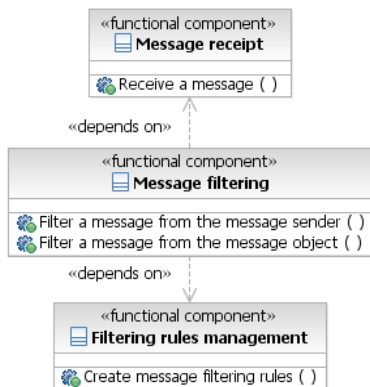 «functional component»
Message receipt
Receive a message ( )
«depends on»
«functional component»
Message filtering
Filter a message from the message sender ( )
Filter a message from the message object ( )
«depends on»
«functional component»
Filtering rules management
Create message filtering rules ( )